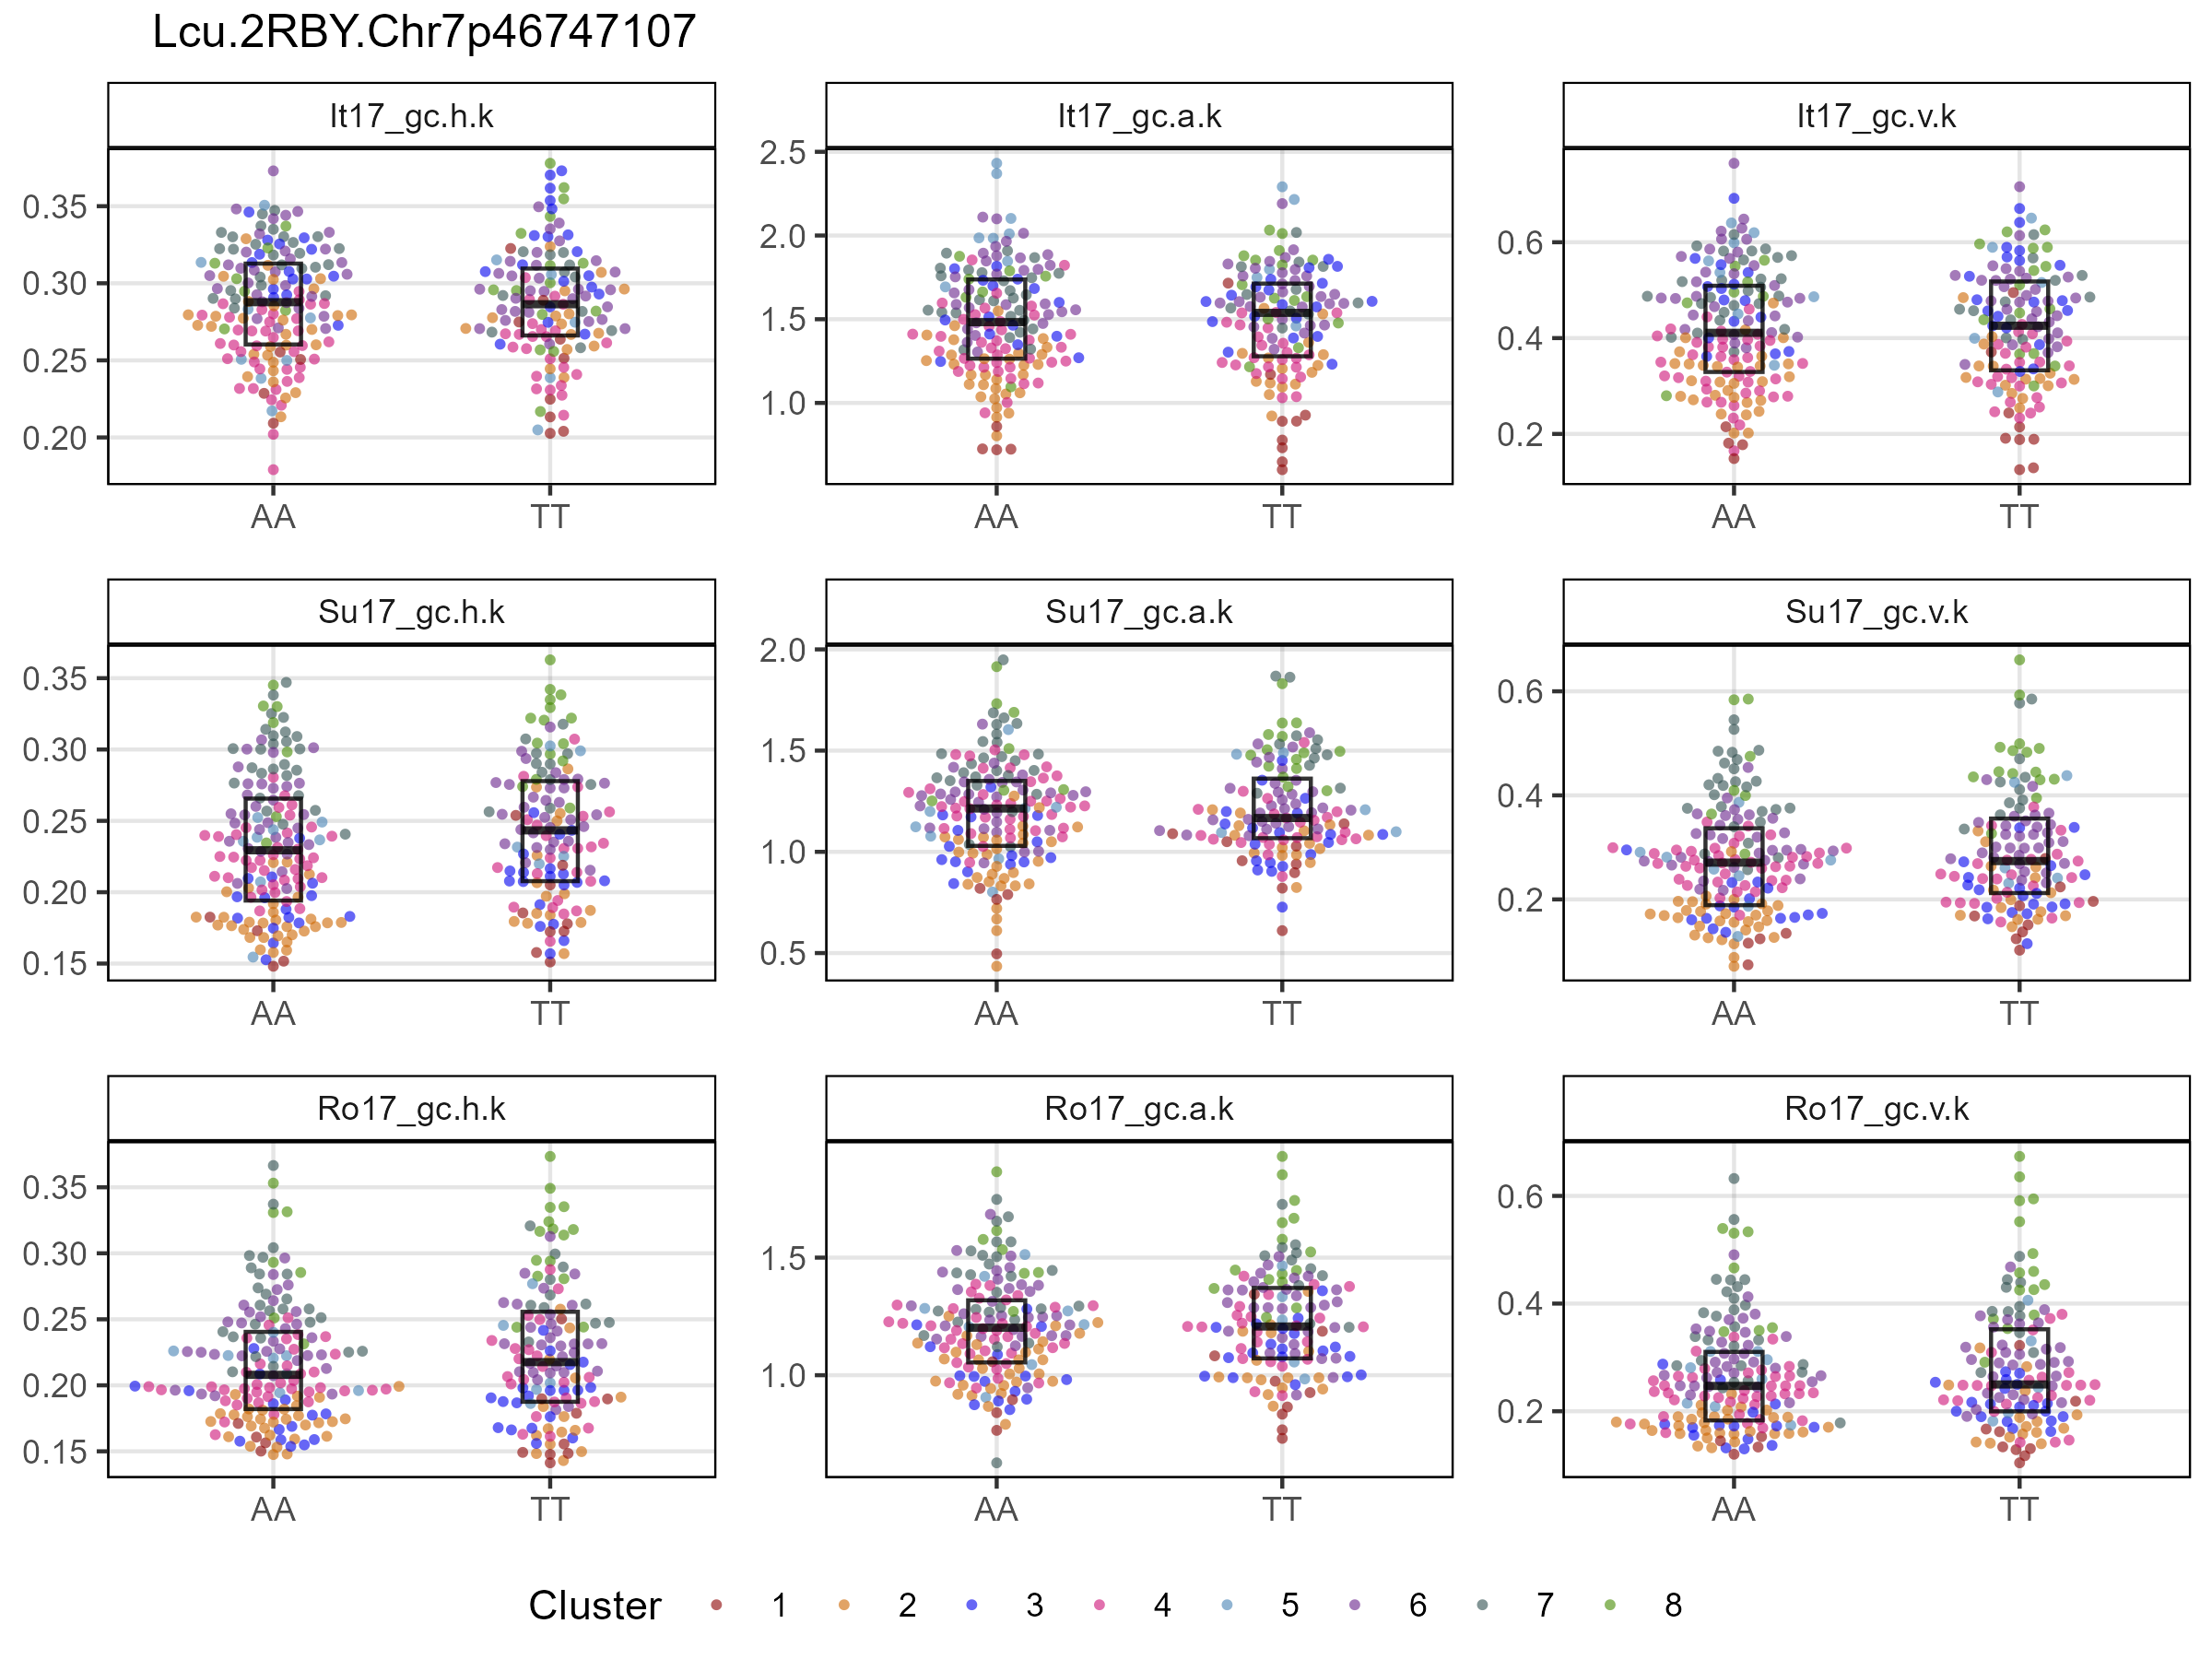 Lcu.2RBY.Chr7p46747107
It17_gc.h.k
It17_gc.a.k
It17_gc.v.k
0.35
0.30
0.25
0.20
2.5
2.0
1.5
1.0
0.6
0.4
0.2
AA TT
AA TT
AA TT
Su17_gc.h.k
Su17_gc.a.k
Su17_gc.v.k
0.35
0.30
0.25
0.20
0.15
2.0
1.5
1.0
0.5
0.6
0.4
0.2
AA TT
AA TT
AA TT
Ro17_gc.h.k
Ro17_gc.a.k
Ro17_gc.v.k
0.35
0.30
0.25
0.20
0.15
1.5
1.0
0.6
0.4
0.2
AA TT
AA TT
AA TT
Cluster 1 2 3 4 5 6 7 8